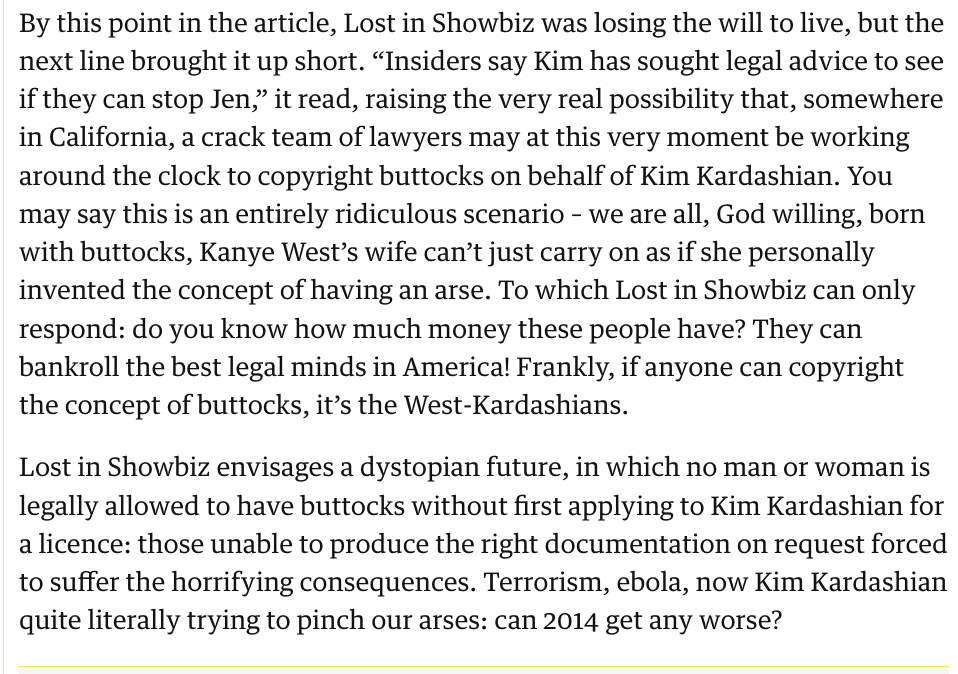 By this point in the article, Lost in Showbiz was losing the will to live, but the
next line brought it up short. “Insiders say Kim has sought legal advice to see
if they can stop Jen,” it read, raising the very real possibility that, somewhere
in California, a crack team of lawyers may at this very moment be working
around the clock to copyright buttocks on behalf of Kim Kardashian. You
may say this is an entirely ridiculous scenario – we are all, God willing, born
with buttocks, Kanye West’s wife can’t just carry on as if she personally
invented the concept of having an arse. To which Lost in Showbiz can only
respond: do you know how much money these people have? They can
bankroll the best legal minds in America! Frankly, if anyone can copyright
the concept of buttocks, it’s the West-Kardashians.
Lost in Showbiz envisages a dystopian future, in which no man or woman is
legally allowed to have buttocks without first applying to Kim Kardashian for
a licence: those unable to produce the right documentation on request forced
to suffer the horrifying consequences. Terrorism, ebola, now Kim Kardashian
quite literally trying to pinch our arses: can 2014 get any worse?